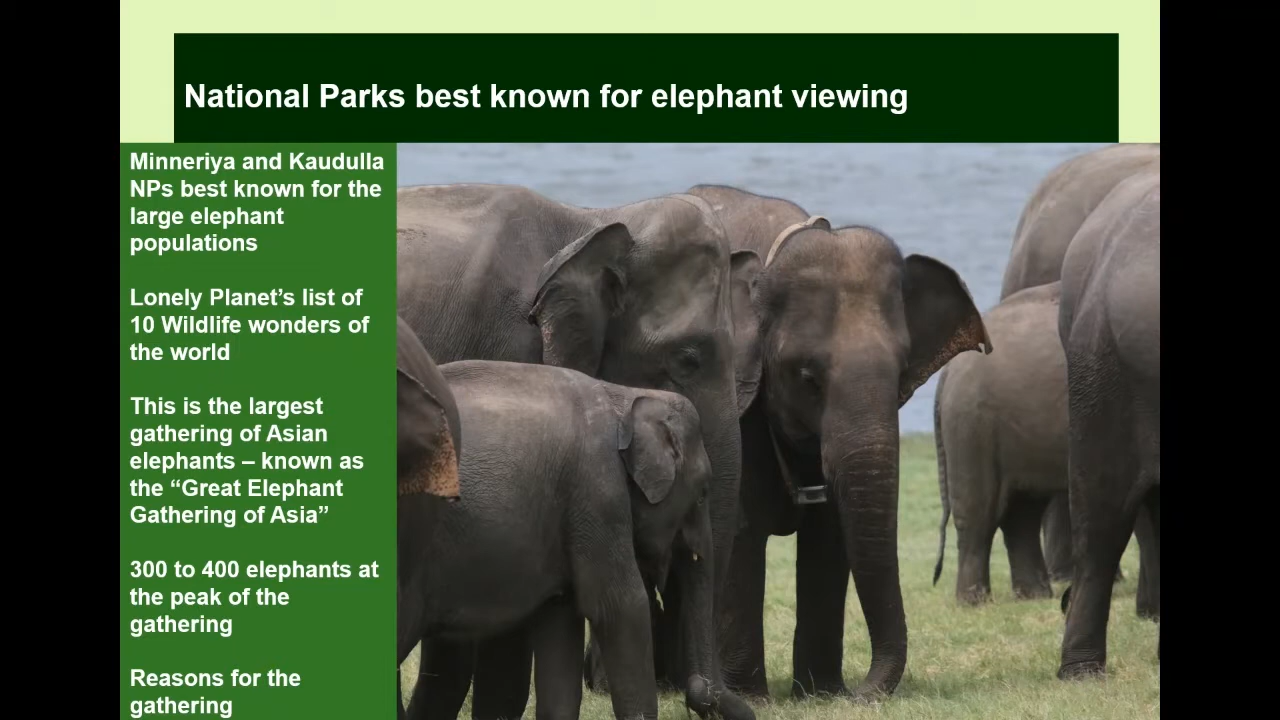 National Parks best known for elephant viewing
Minneriya and Kaudulla
NPs best known for the
large elephant
populations
Lonely Planet’s list of
10 Wildlife wonders of
the world
This is the largest
gathering of Asian
elephants – known as
the “Great Elephant
Gathering of Asia”
300 to 400 elephants at
the peak of the
gathering
Reasons for the
gathering